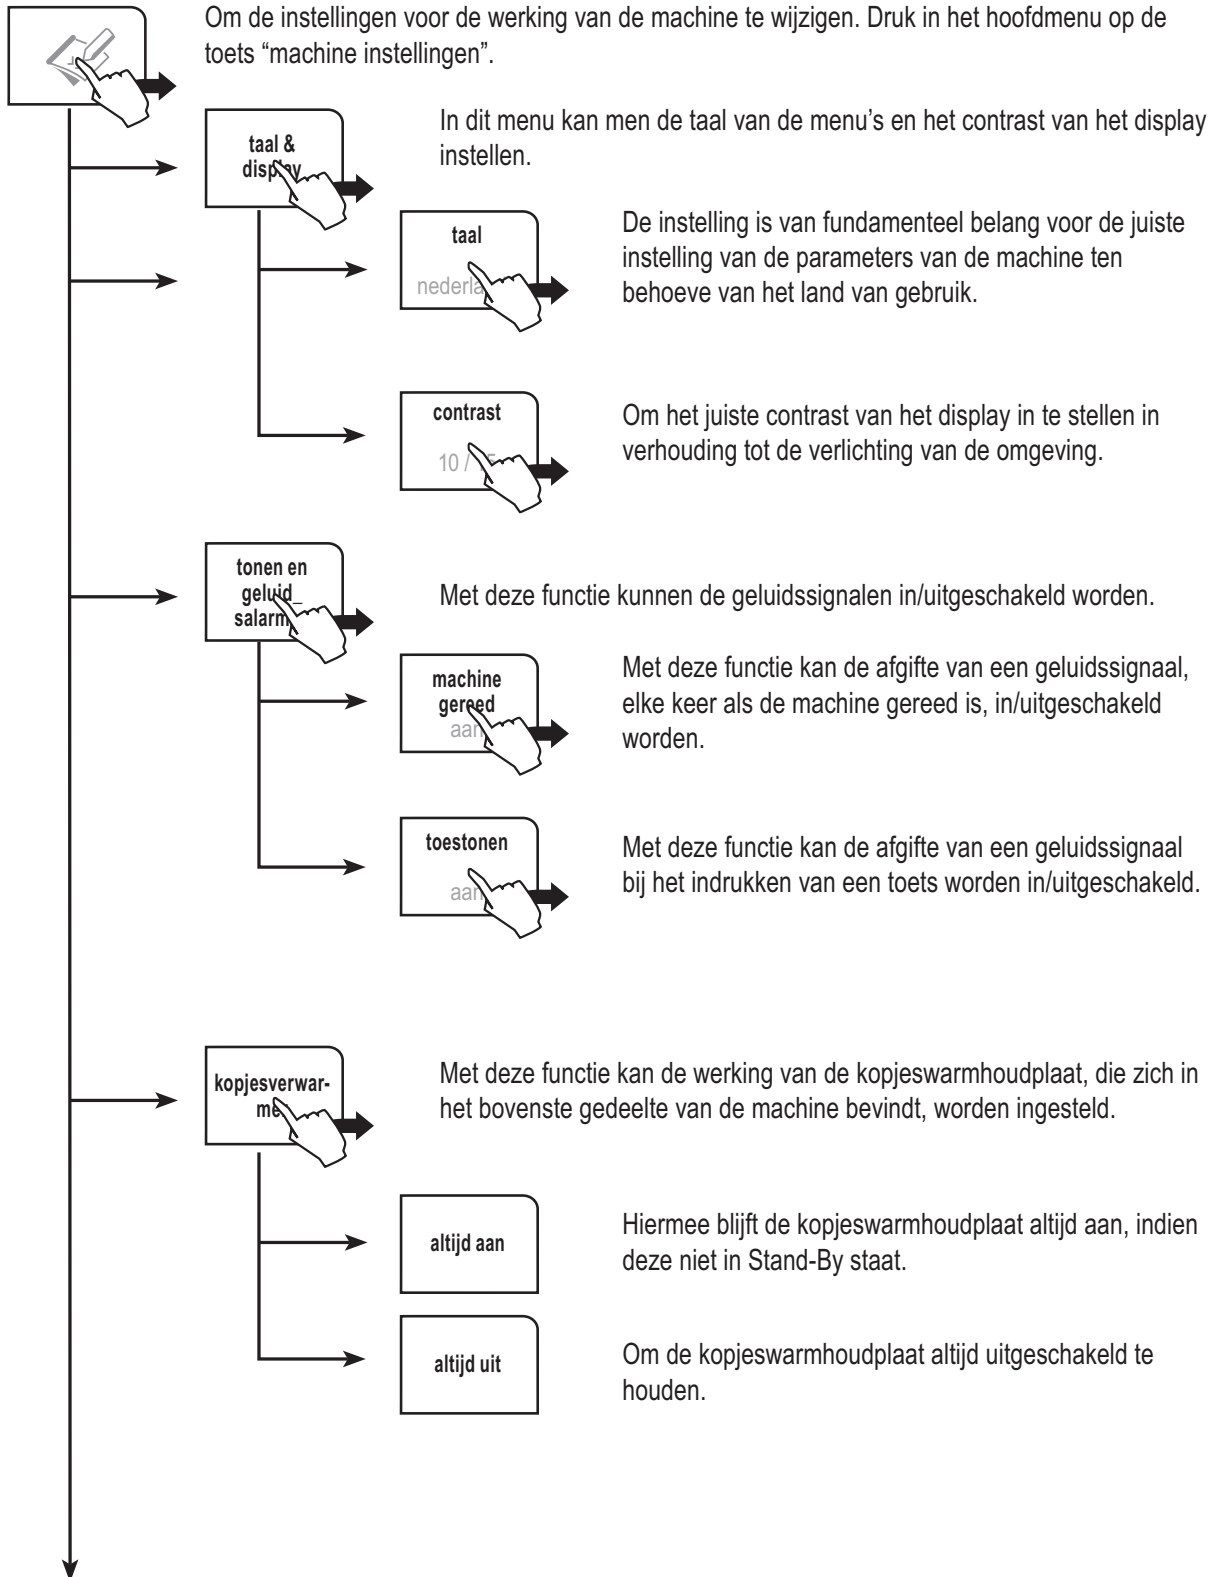 Om de instellingen voor de werking van de machine te wijzigen. Druk in het hoofdmenu op de
toets “machine instellingen”.
taal &
display
In dit menu kan men de taal van de menu’s en het contrast van het display
instellen.
taal
De instelling is van fundamenteel belang voor de juiste
instelling van de parameters van de machine ten
behoeve van het land van gebruik.
contrast
10 /
Om het juiste contrast van het display in te stellen in
verhouding tot de verlichting van de omgeving.
tonen en
geluid_
Met deze functie kunnen de geluidssignalen in/uitgeschakeld worden.
machine
gereed
aan
Met deze functie kan de afgifte van een geluidssignaal,
elke keer als de machine gereed is, in/uitgeschakeld
worden.
toestonen
aan
Met deze functie kan de afgifte van een geluidssignaal
bij het indrukken van een toets worden in/uitgeschakeld.
kopjesverwar-
Met deze functie kan de werking van de kopjeswarmhoudplaat, die zich in
het bovenste gedeelte van de machine bevindt, worden ingesteld.
altijd aan
Hiermee blijft de kopjeswarmhoudplaat altijd aan, indien
deze niet in Stand-By staat.
altijd uit
Om de kopjeswarmhoudplaat altijd uitgeschakeld te
houden.